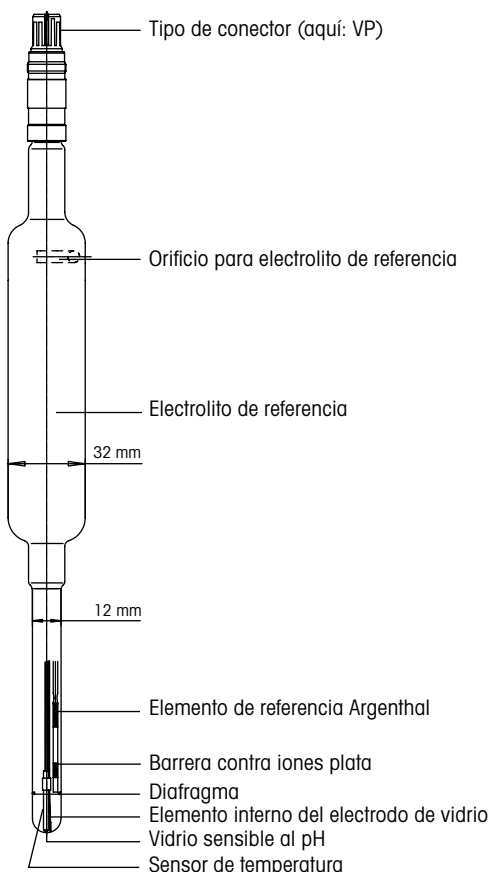 Tipo de conector (aquí: VP)
Orificio para electrolito de referencia
Electrolito de referencia
32 mm
12 mm
Elemento de referencia Argenthal
Barrera contra iones plata
Diafragma
Elemento interno del electrodo de vidrio
Vidrio sensible al pH
Sensor de temperatura